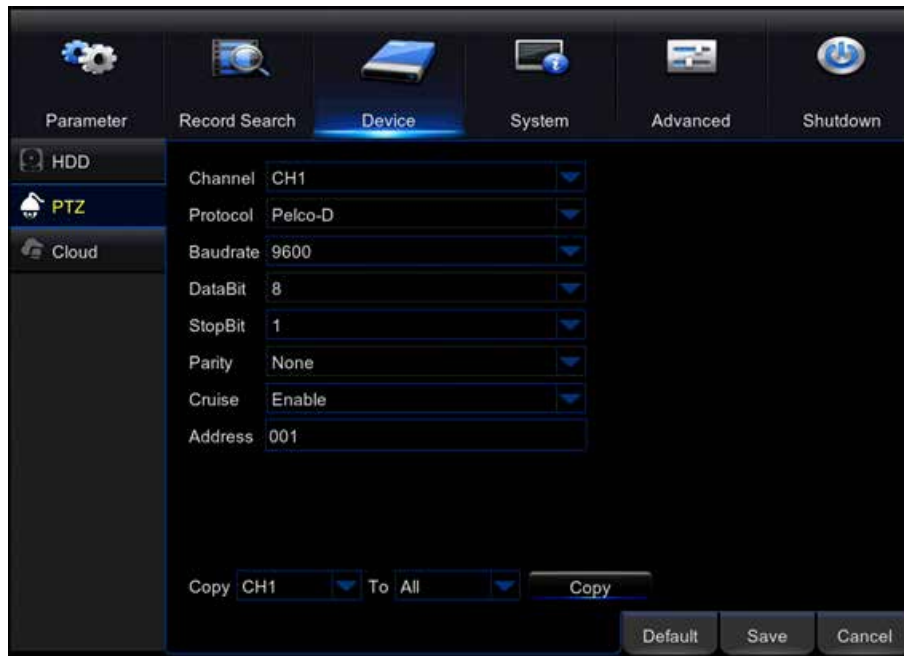 Parameter Record Search Device System Advanced Shutdown
HDD
PTZ
Cloud
Channel CH1
Protocol Pelco-D
Baudrate 9600
DataBit 8
StopBit 1
Parity None
Cruise Enable
Address 001
Copy CH1 To All Copy
Default Save Cancel